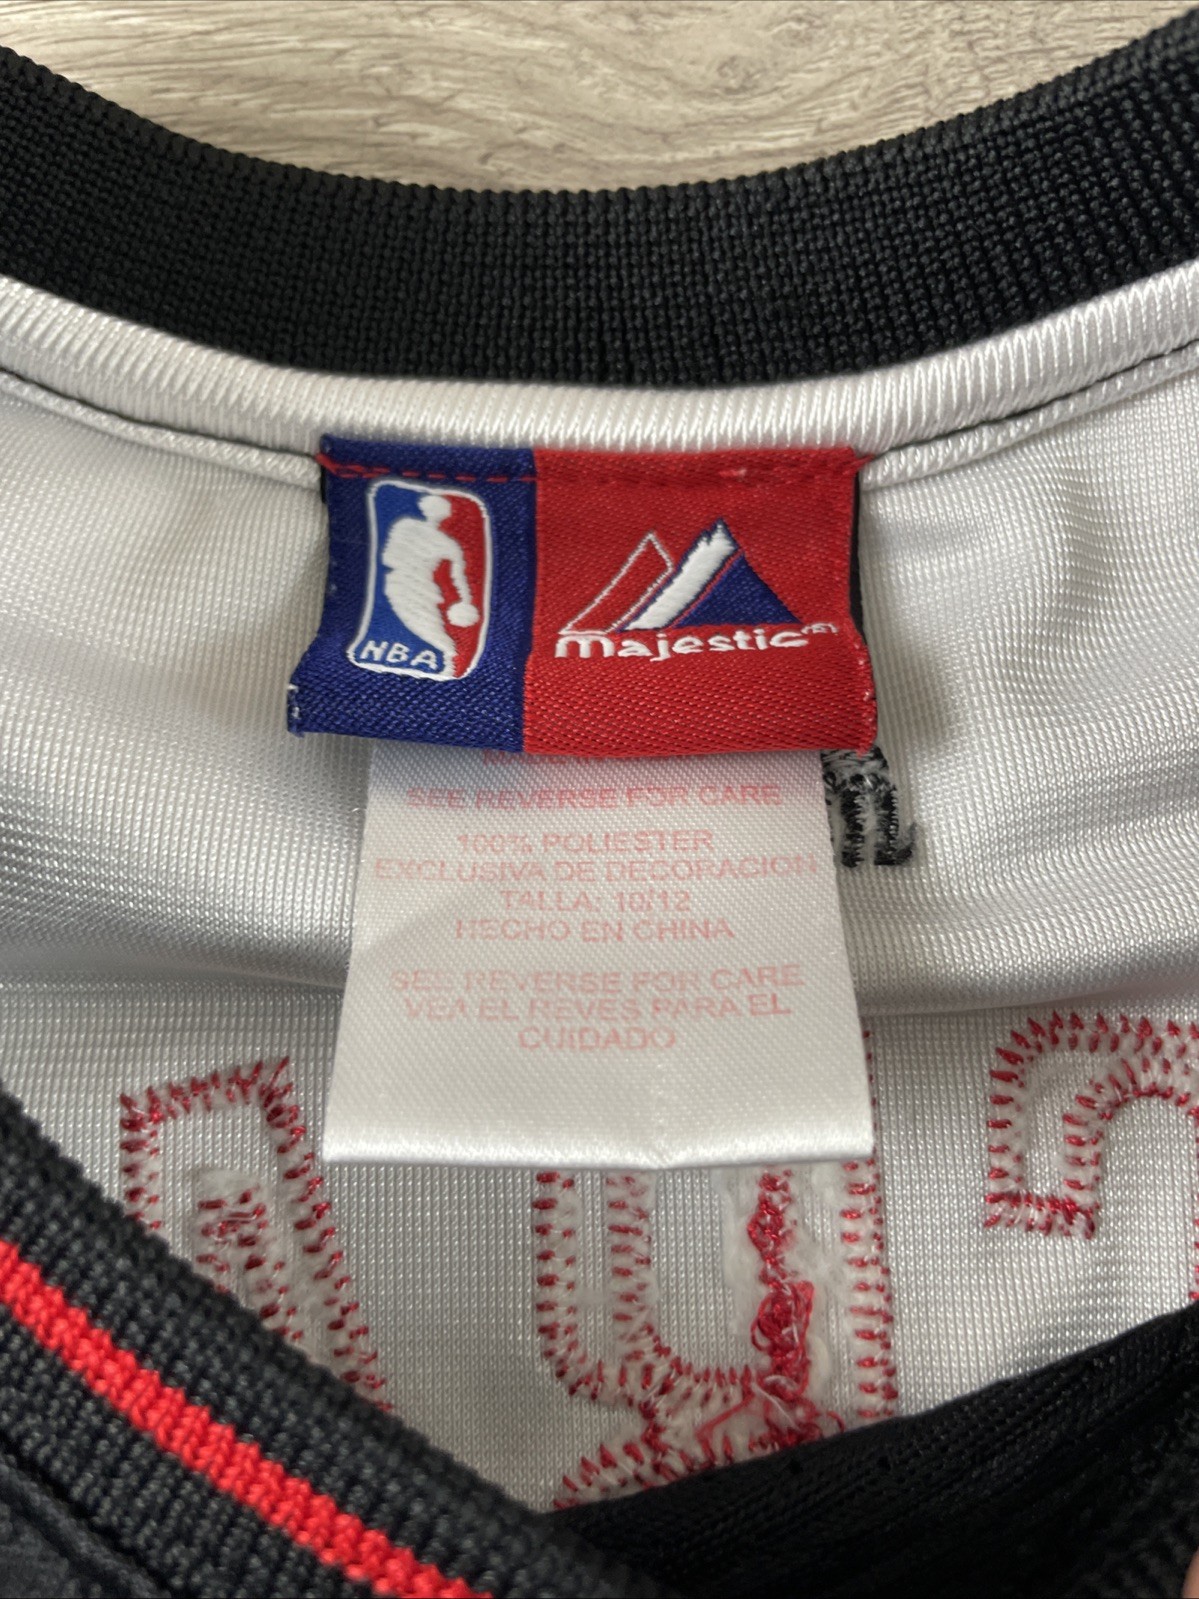 NBA
majestic®
SEE REVERSE FOR CARE
100% POLIESTER
EXCLUSIVA DE DECORACION
TALLA: 10/12
HECHO EN CHINA
SEE REVERSE FOR CARE
VEA EL REVES PARA EL
CUIDADO